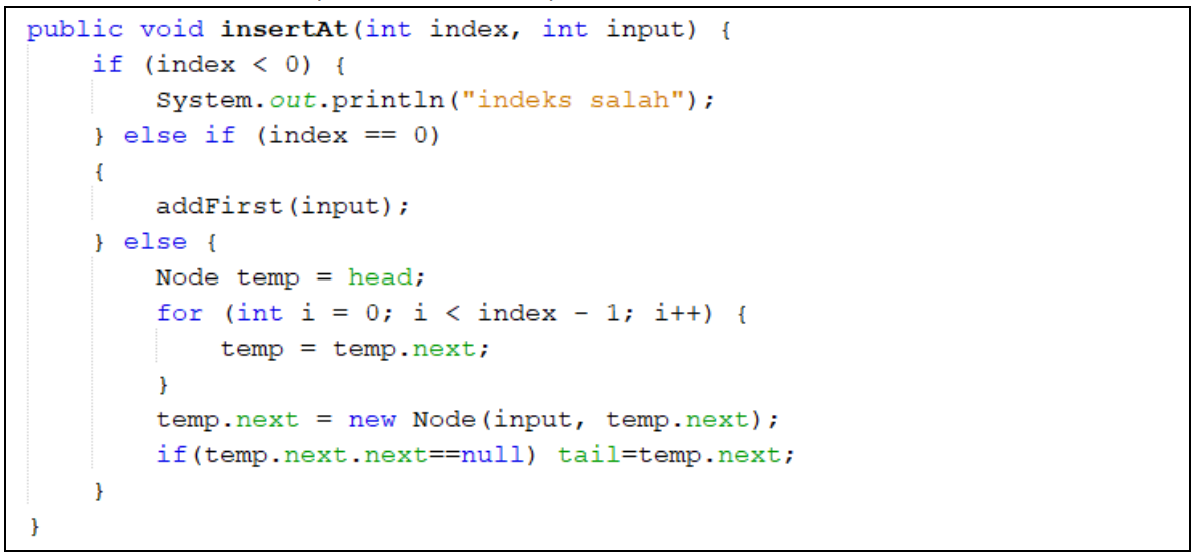 public void insertAt(int index, int input) {
    if (index < 0) {
        System.out.println("indeks salah");
    } else if (index == 0)
    {
        addFirst(input);
    } else {
        Node temp = head;
        for (int i = 0; i < index - 1; i++) {
            temp = temp.next;
        }
        temp.next = new Node(input, temp.next);
        if(temp.next.next==null) tail=temp.next;
    }
}